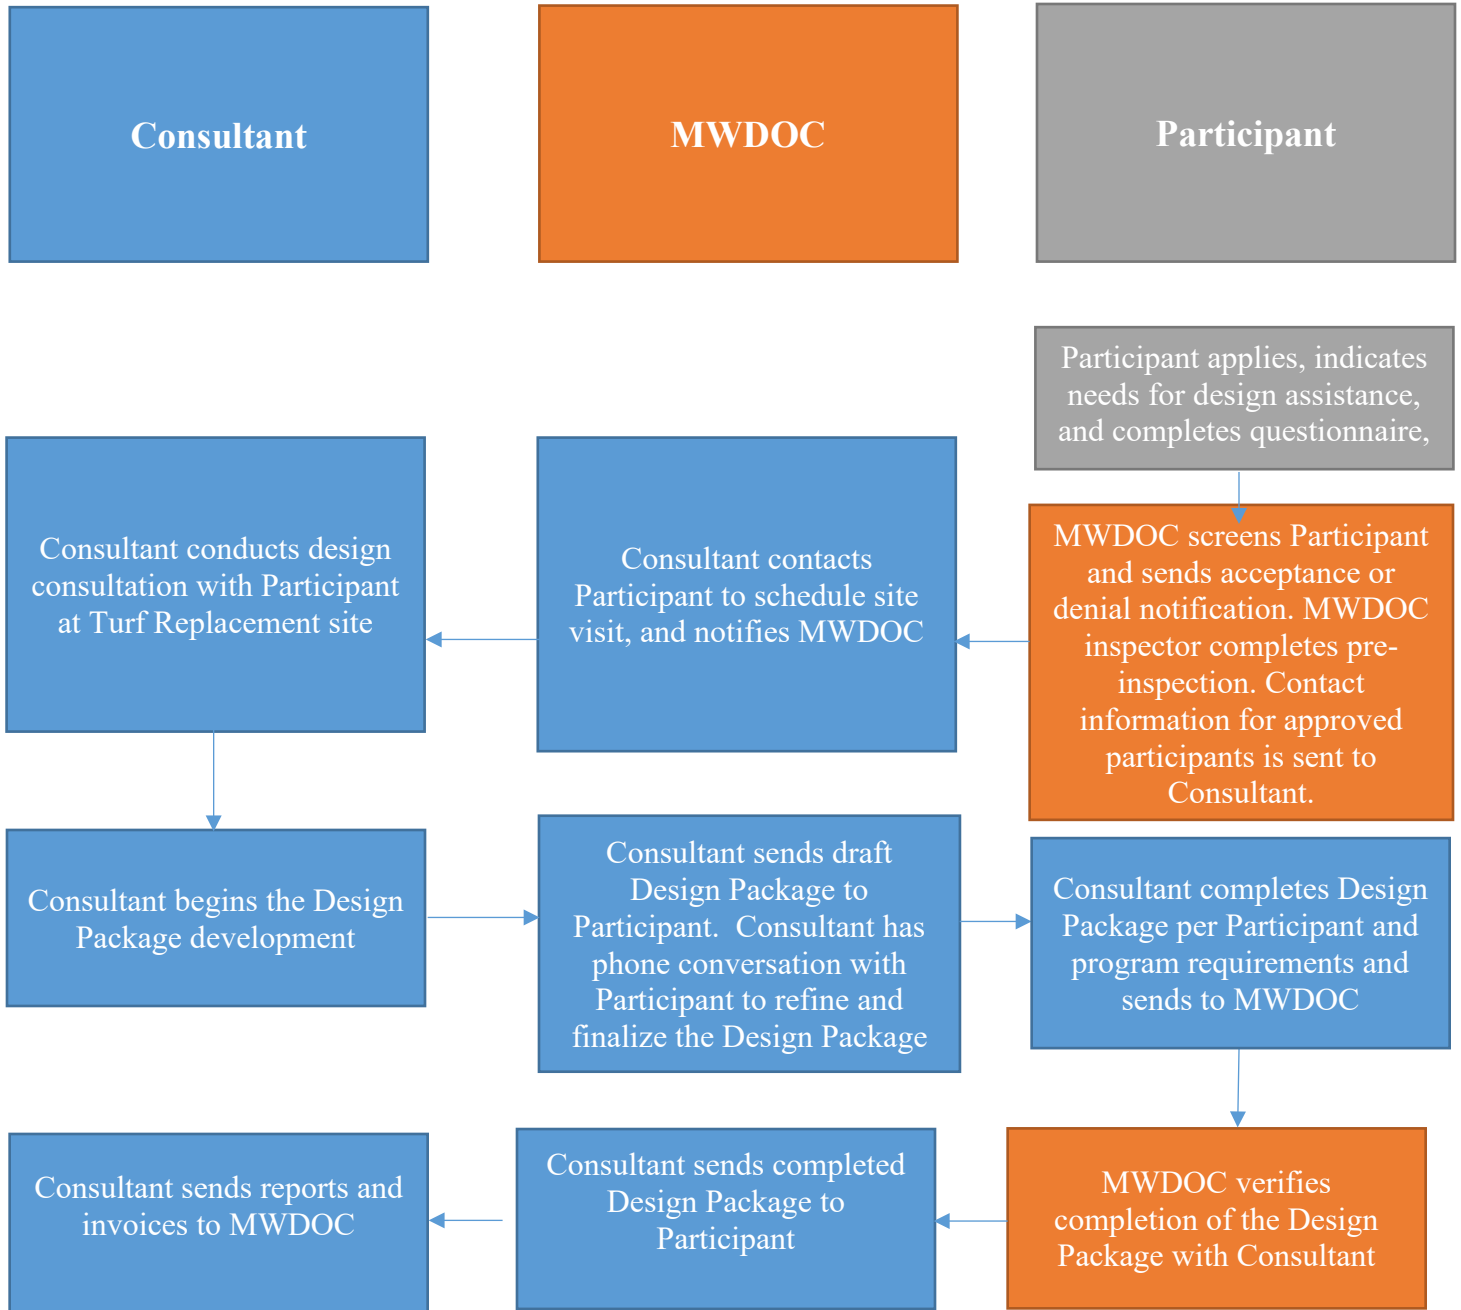 Consultant
MWDOC
Participant
Participant applies, indicates
needs for design assistance,
and completes questionnaire,
MWDOC screens Participant
and sends acceptance or
denial notification. MWDOC
inspector completes pre-
inspection. Contact
information for approved
participants is sent to
Consultant.
Consultant contacts
Participant to schedule site
visit, and notifies MWDOC
Consultant conducts design
consultation with Participant
at Turf Replacement site
Consultant begins the Design
Package development
Consultant sends draft
Design Package to
Participant.  Consultant has
phone conversation with
Participant to refine and
finalize the Design Package
Consultant completes Design
Package per Participant and
program requirements and
sends to MWDOC
MWDOC verifies
completion of the Design
Package with Consultant
Consultant sends completed
Design Package to
Participant
Consultant sends reports and
invoices to MWDOC